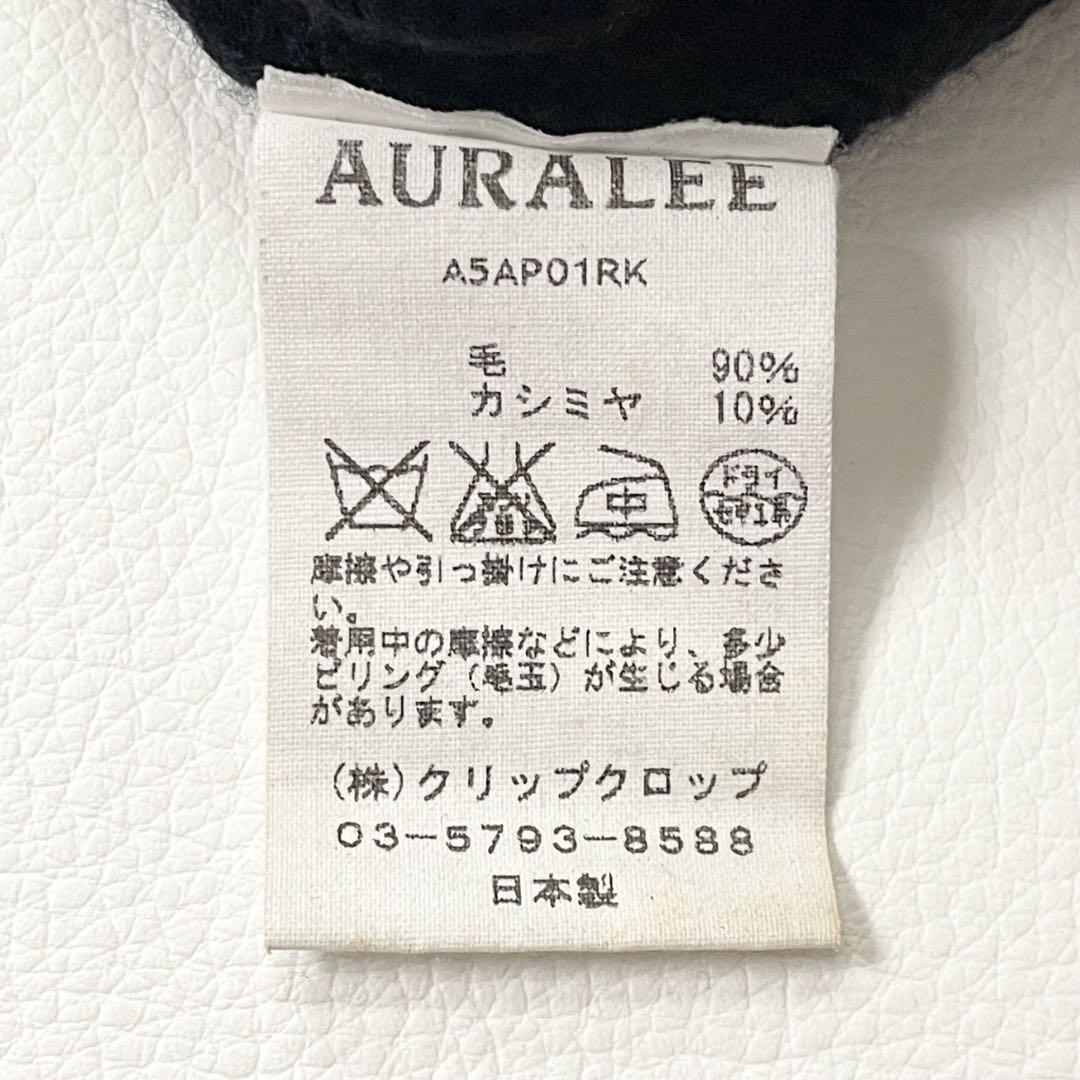 AURALEE
A5AP01RK
毛 90%
カシミヤ 10%
中
ドライ
セキユ系
摩擦や引っ掛けにご注意くださ
い。
着用中の摩擦などにより、多少
ピリング(毛玉)が生じる場合
があります。
(株)クリップクロップ
03-5793-8588
日本製